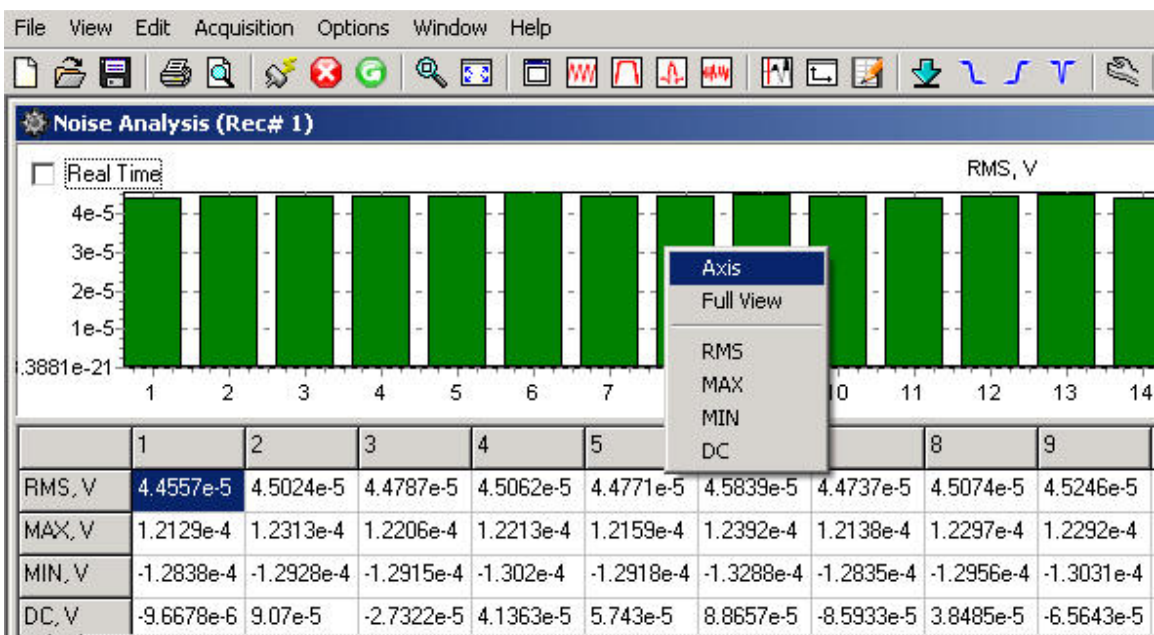 File View Edit Acquisition Options Window Help
Noise Analysis (Rec# 1)
Real Time
RMS, V
4e-5
3e-5
2e-5
1e-5
.3881e-21
1 2 3 4 5 6 7 0 11 12 13 14
Axis
Full View
RMS
MAX
MIN
DC
1 2 3 4 5 8 9
RMS, V 4.4557e-5 4.5024e-5 4.4787e-5 4.5062e-5 4.4771e-5 4.5839e-5 4.4737e-5 4.5074e-5 4.5246e-5
MAX, V 1.2129e-4 1.2313e-4 1.2206e-4 1.2213e-4 1.2159e-4 1.2392e-4 1.2138e-4 1.2297e-4 1.2292e-4
MIN, V -1.2838e-4 -1.2928e-4 -1.2915e-4 -1.302e-4 -1.2918e-4 -1.3288e-4 -1.2835e-4 -1.2956e-4 -1.3031e-4
DC, V -9.6678e-6 9.07e-5 -2.7322e-5 4.1363e-5 5.743e-5 8.8657e-5 -8.5933e-5 3.8485e-5 -6.5643e-5